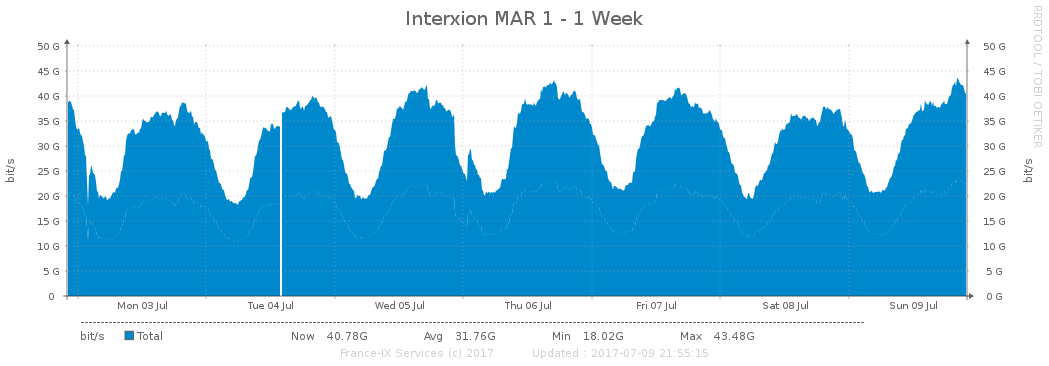 Interxion MAR 1 - 1 Week
RRDTOOL / TOBI OETIKER
50 G 50 G
45 G 45 G
40 G 40 G
35 G 35 G
30 G 30 G
25 G 25 G
20 G 20 G
15 G 15 G
10 G 10 G
5 G 5 G
0 0 G
bit/s bit/s
Mon 03 Jul Tue 04 Jul Wed 05 Jul Thu 06 Jul Fri 07 Jul Sat 08 Jul Sun 09 Jul
bit/s Total Now 40.78G Avg 31.76G Min 18.02G Max 43.48G
France-IX Services (c) 2017 Updated : 2017-07-09 21:55:15